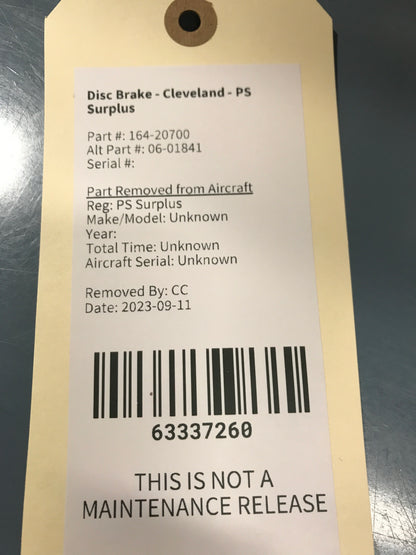 Disc Brake - Cleveland - PS
Surplus
Part #: 164-20700
Alt Part #: 06-01841
Serial #:
Part Removed from Aircraft
Reg: PS Surplus
Make/Model: Unknown
Year:
Total Time: Unknown
Aircraft Serial: Unknown
Removed By: CC
Date: 2023-09-11
63337260
THIS IS NOT A
MAINTENANCE RELEASE